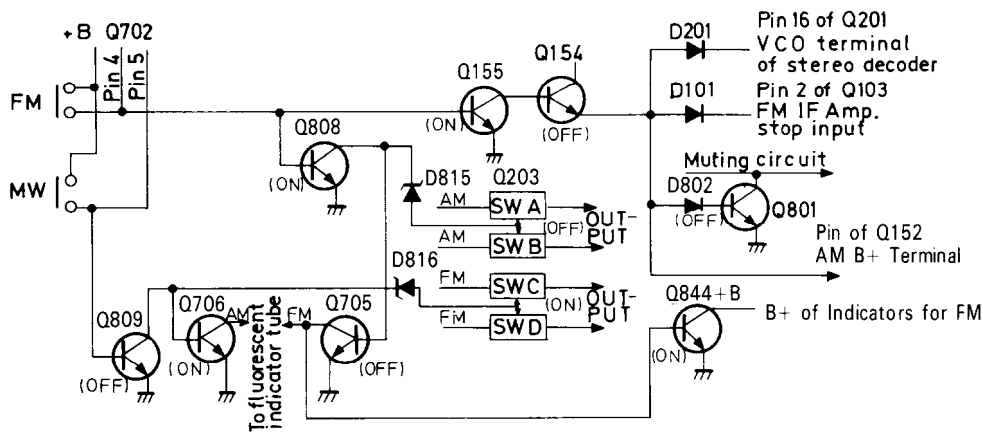 +B Q702
Pin 4
Pin 5
FM
MW
Q808
(ON)
Q155
(ON)
Q154
(OFF)
D201
Pin 16 of Q201
VCO terminal
of stereo decoder
D101
Pin 2 of Q103
FM IF Amp.
stop input
Muting circuit
D802
(OFF)
Q801
Pin of Q152
AM B+ Terminal
D815
Q203
AM
SW A
(OFF)
OUT-
PUT
AM
SW B
D816
FM
SW C
(ON)
OUT-
PUT
FM
SW D
Q809
(OFF)
Q706
(ON)
AM
FM
To fluorescent
indicator tube
Q705
(OFF)
Q844 +B
(ON)
B+ of Indicators for FM